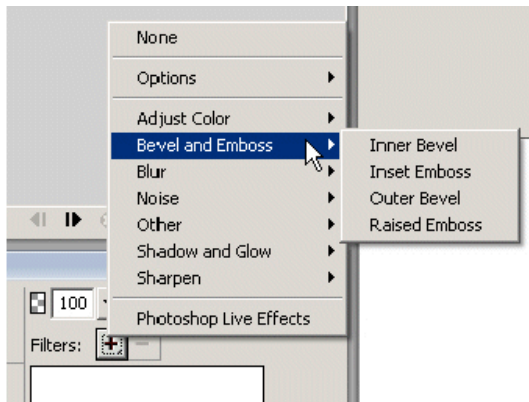 None
Options
Adjust Color
Bevel and Emboss
Blur
Noise
Other
Shadow and Glow
Sharpen
Photoshop Live Effects
Inner Bevel
Inset Emboss
Outer Bevel
Raised Emboss
100
Filters: